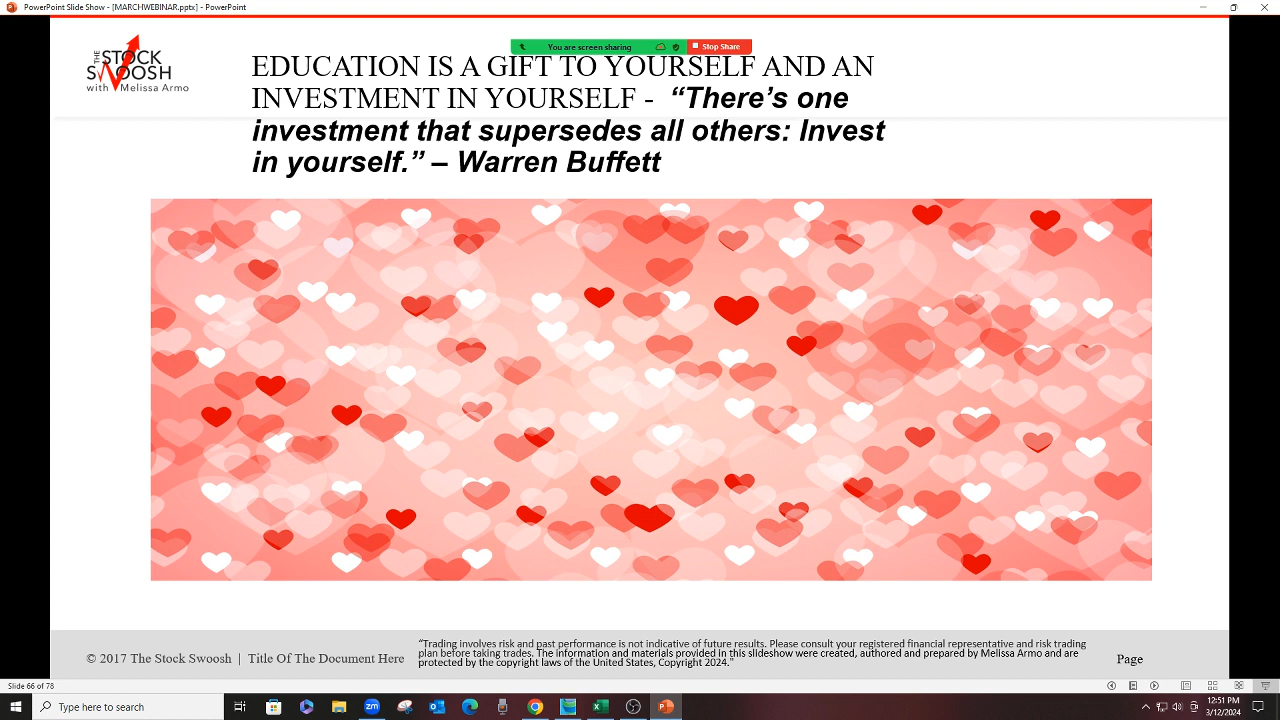 PowerPoint Slide Show - [MARCHWEBINAR.pptx] - PowerPoint
You are screen sharing
Stop Share
THE STOCK
SWOOSH
with Melissa Armo
EDUCATION IS A GIFT TO YOURSELF AND AN
INVESTMENT IN YOURSELF - “There’s one
investment that supersedes all others: Invest
in yourself.” – Warren Buffett
© 2017 The Stock Swoosh | Title Of The Document Here
“Trading involves risk and past performance is not indicative of future results. Please consult your registered financial representative and risk trading
plan before taking trades. The information and materials provided in this slideshow were created, authored and prepared by Melissa Armo and are
protected by the copyright laws of the United States, Copyright 2024."
Page
Slide 66 of 78
Type here to search
12:51 PM
3/12/2024